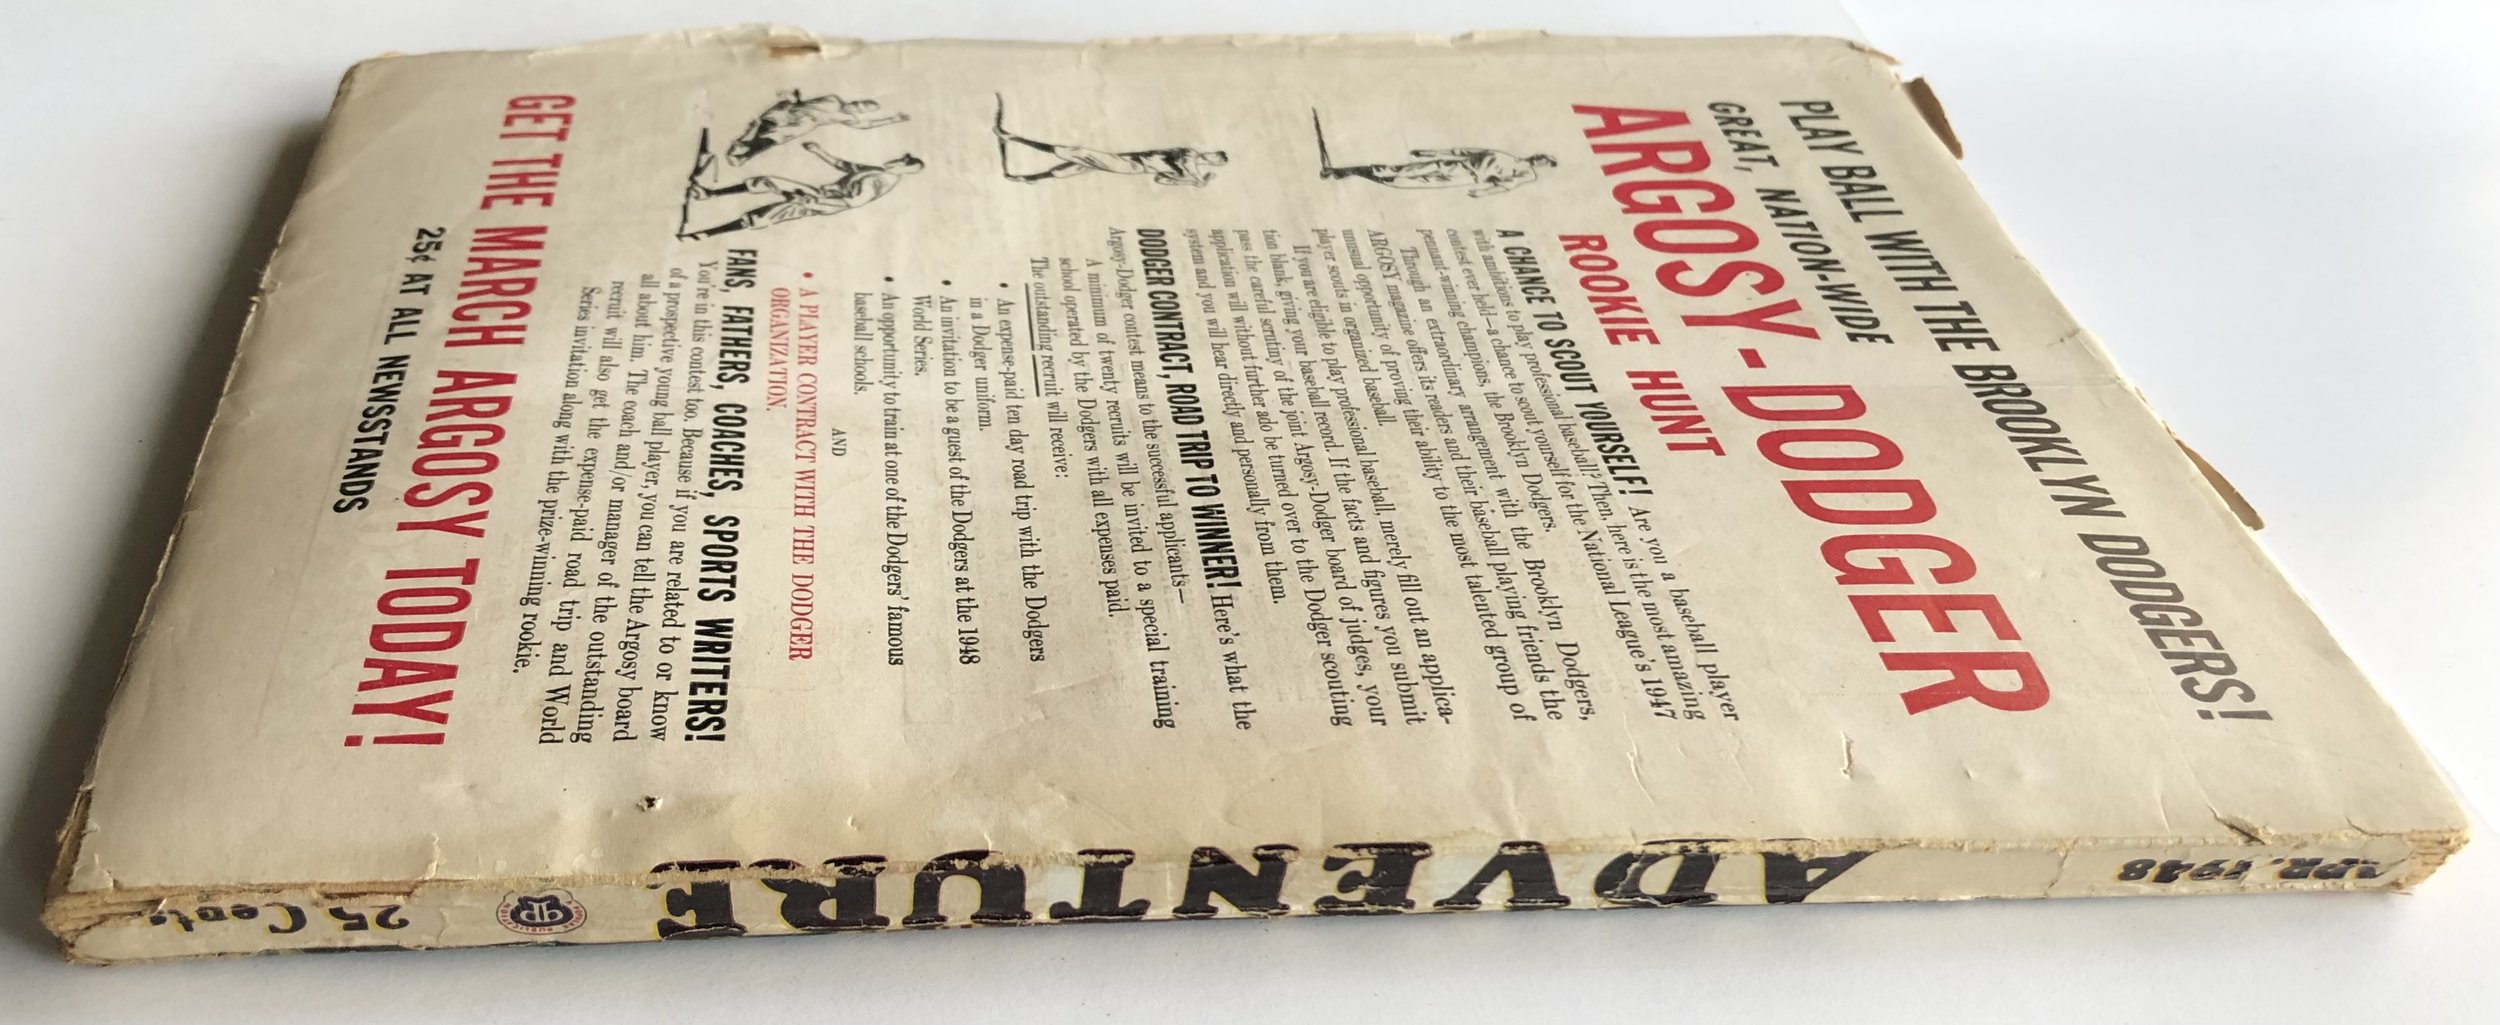 PLAY BALL WITH THE BROOKLYN DODGERS!
GREAT, NATION-WIDE
ARGOSY-DODGER
ROOKIE HUNT
A CHANCE TO SCOUT YOURSELF! Are you a baseball player
with ambitions to play professional baseball? Then, here is the most amazing
contest ever held—a chance to scout yourself for the National League's 1947
pennant-winning champions, the Brooklyn Dodgers.
Through an extraordinary arrangement with the Brooklyn Dodgers,
ARGOSY magazine offers its readers and their baseball playing friends the
unusual opportunity of proving their ability to the most talented group of
player scouts in organized baseball.
If you are eligible to play professional baseball, merely fill out an applica-
tion blank, giving your baseball record. If the facts and figures you submit
pass the careful scrutiny of the joint Argosy-Dodger board of judges, your
application will without further ado be turned over to the Dodger scouting
system and you will hear directly and personally from them.
DODGER CONTRACT, ROAD TRIP TO WINNER! Here's what the
Argosy-Dodger contest means to the successful applicants—
A minimum of twenty recruits will be invited to a special training
school operated by the Dodgers with all expenses paid.
The outstanding recruit will receive:
• An expense-paid ten day road trip with the Dodgers
in a Dodger uniform.
• An invitation to be a guest of the Dodgers at the 1948
World Series.
• An opportunity to train at one of the Dodgers' famous
baseball schools.
AND
• A PLAYER CONTRACT WITH THE DODGER
ORGANIZATION.
FANS, FATHERS, COACHES, SPORTS WRITERS!
You're in this contest too. Because if you are related to or know
of a prospective young ball player, you can tell the Argosy board
all about him. The coach and/or manager of the outstanding
recruit will also get the expense-paid road trip and World
Series invitation along with the prize-winning rookie.
GET THE MARCH ARGOSY TODAY!
25¢ AT ALL NEWSSTANDS
APR. 1948
ADVENTURE
25 Cents